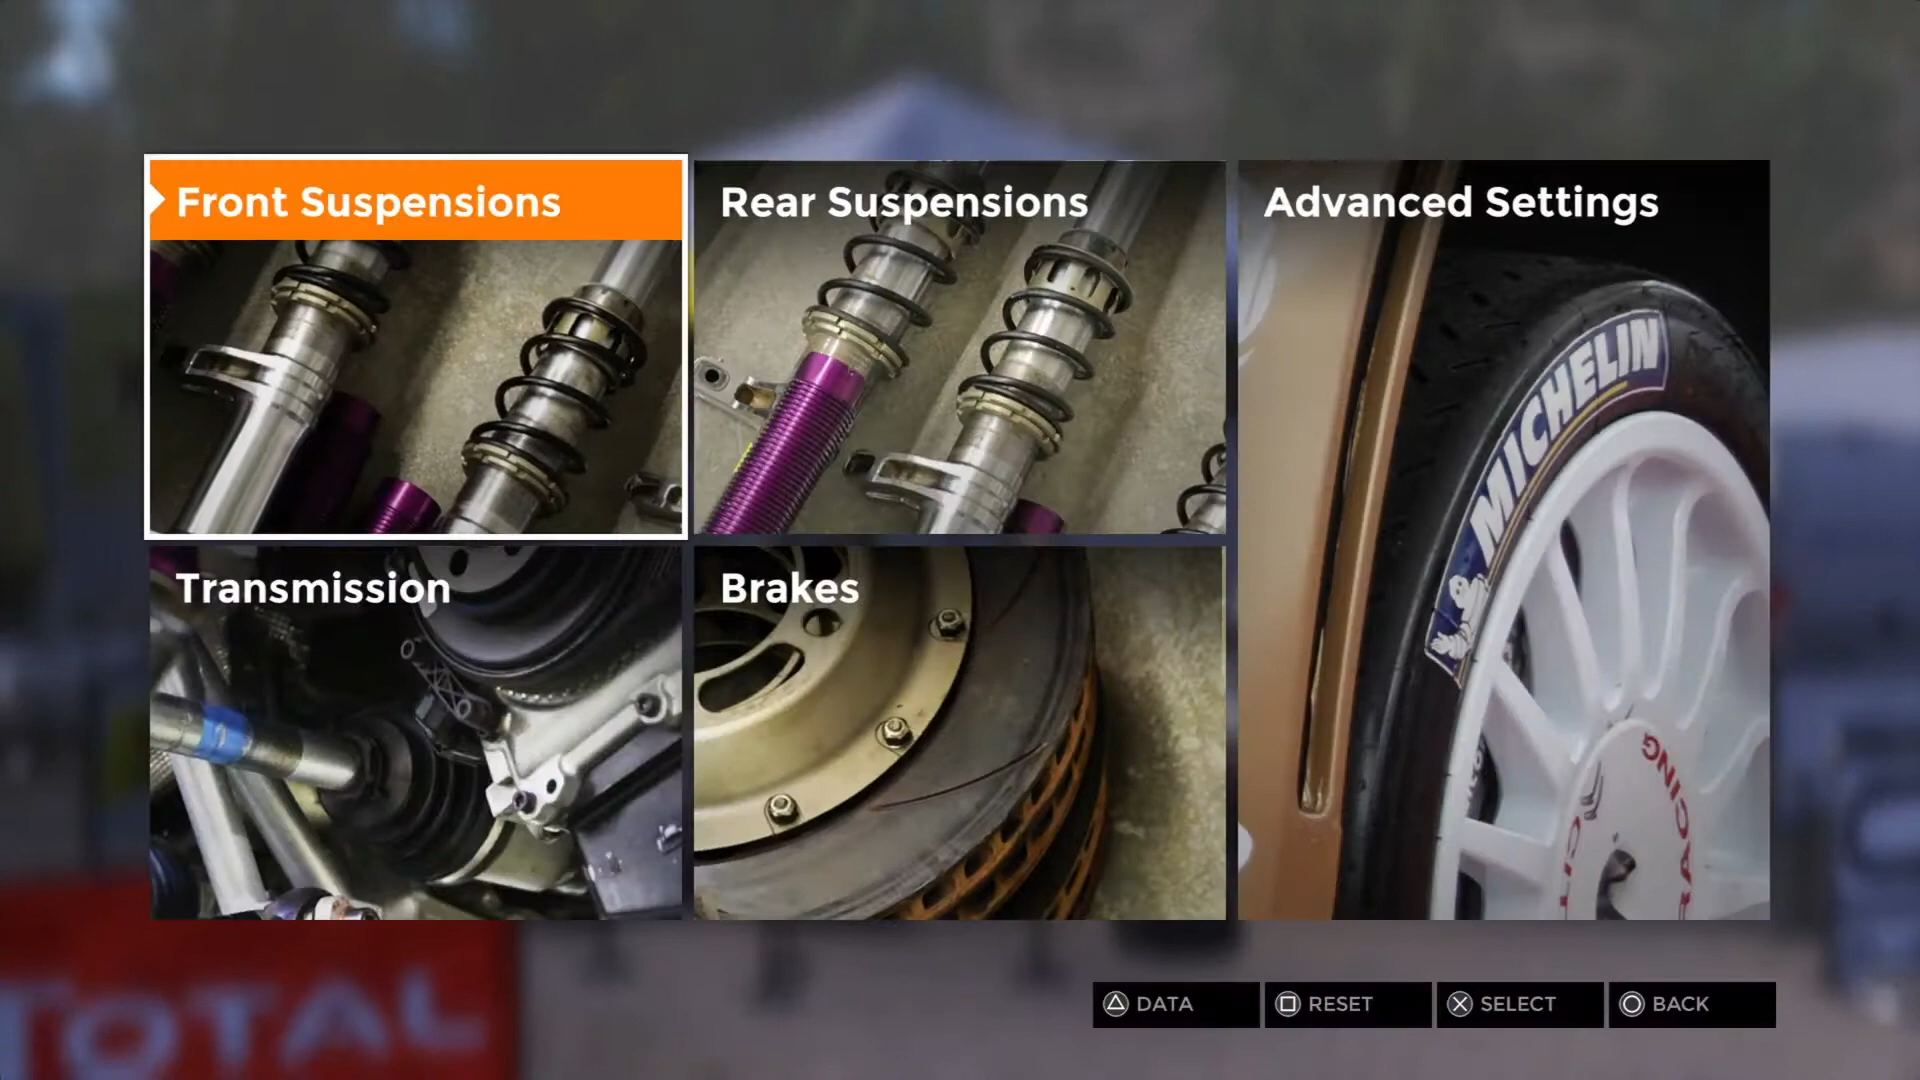 Front Suspensions
Rear Suspensions
Advanced Settings
MICHELIN
Transmission
Brakes
RACING
TOTAL
DATA
RESET
SELECT
BACK